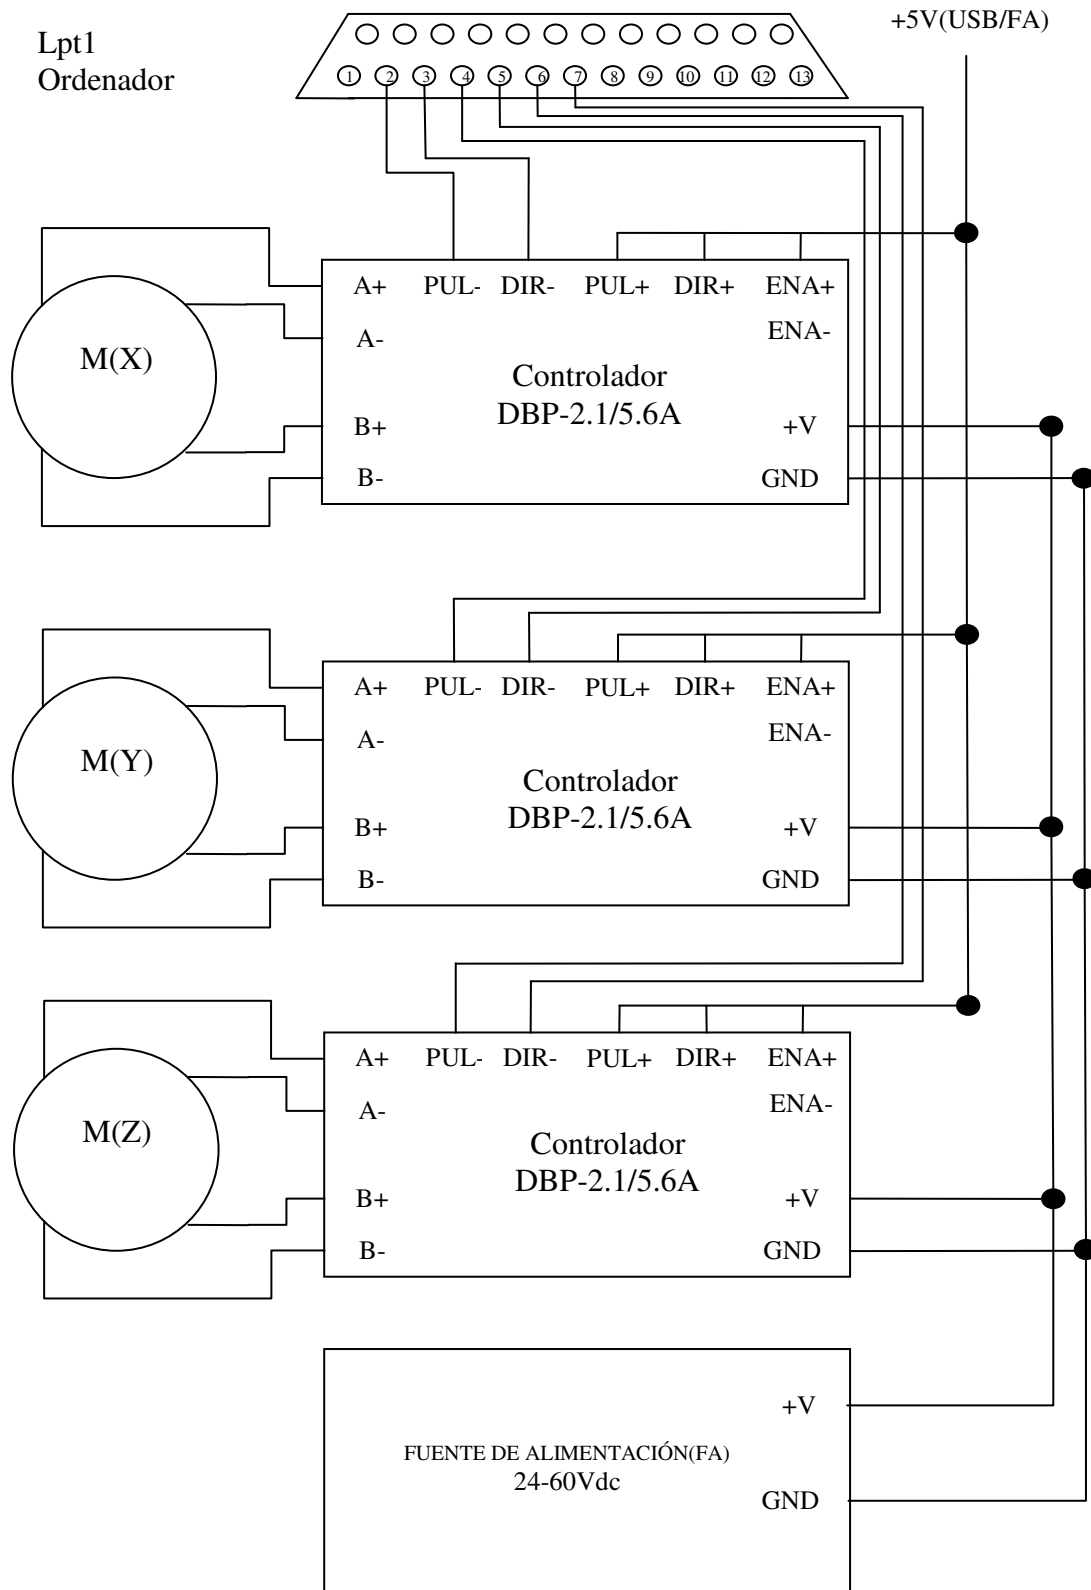 +5V(USB/FA)
Lpt1
Ordenador
1 2 3 4 5 6 7 8 9 10 11 12 13
A+ PUL- DIR- PUL+ DIR+ ENA+
ENA-
A-
M(X)
Controlador
DBP-2.1/5.6A
B+ +V
B- GND
A+ PUL- DIR- PUL+ DIR+ ENA+
ENA-
A-
M(Y)
Controlador
DBP-2.1/5.6A
B+ +V
B- GND
A+ PUL- DIR- PUL+ DIR+ ENA+
ENA-
A-
M(Z)
Controlador
DBP-2.1/5.6A
B+ +V
B- GND
+V
FUENTE DE ALIMENTACIÓN(FA)
24-60Vdc
GND